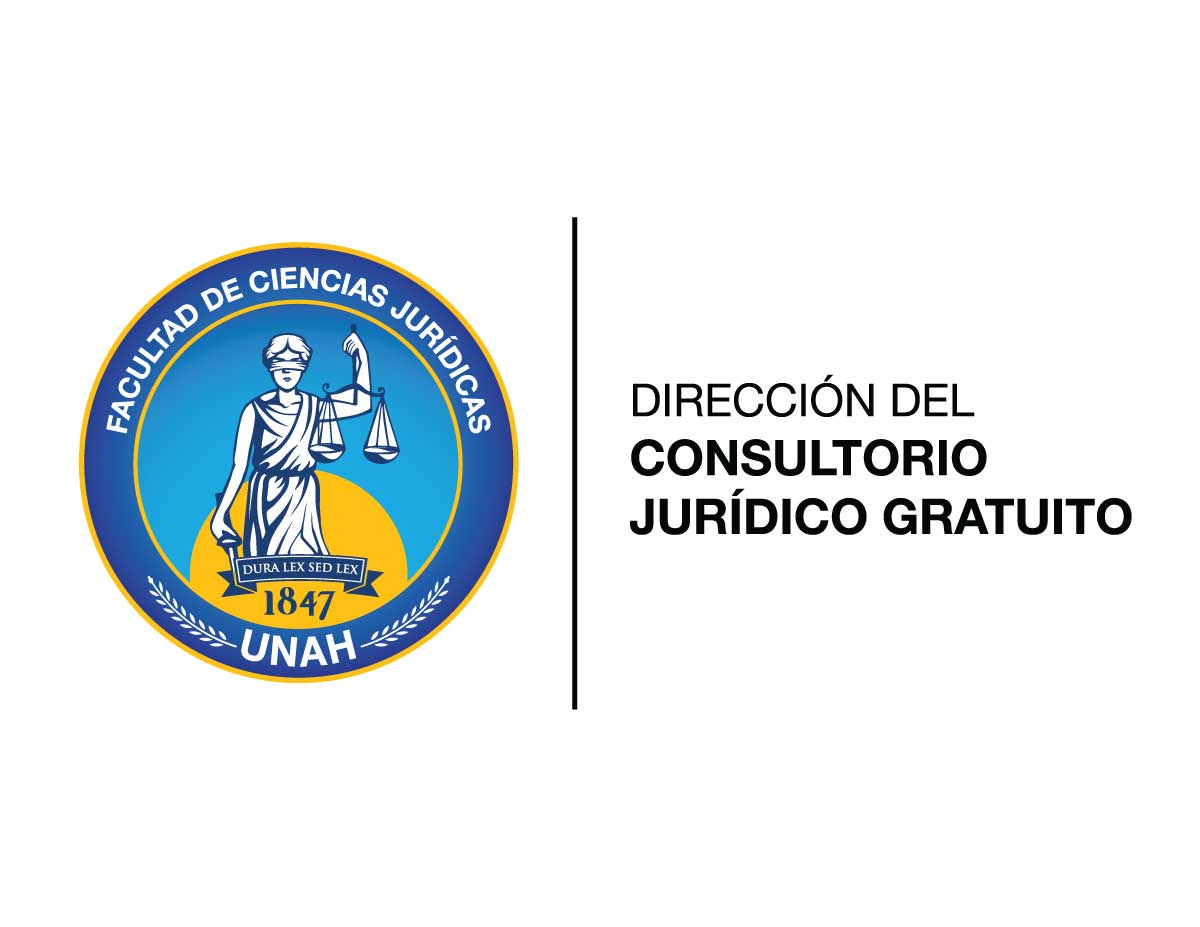 FACULTAD DE CIENCIAS JURÍDICAS
DURA LEX SED LEX
1847
UNAH
DIRECCIÓN DEL
CONSULTORIO
JURÍDICO GRATUITO